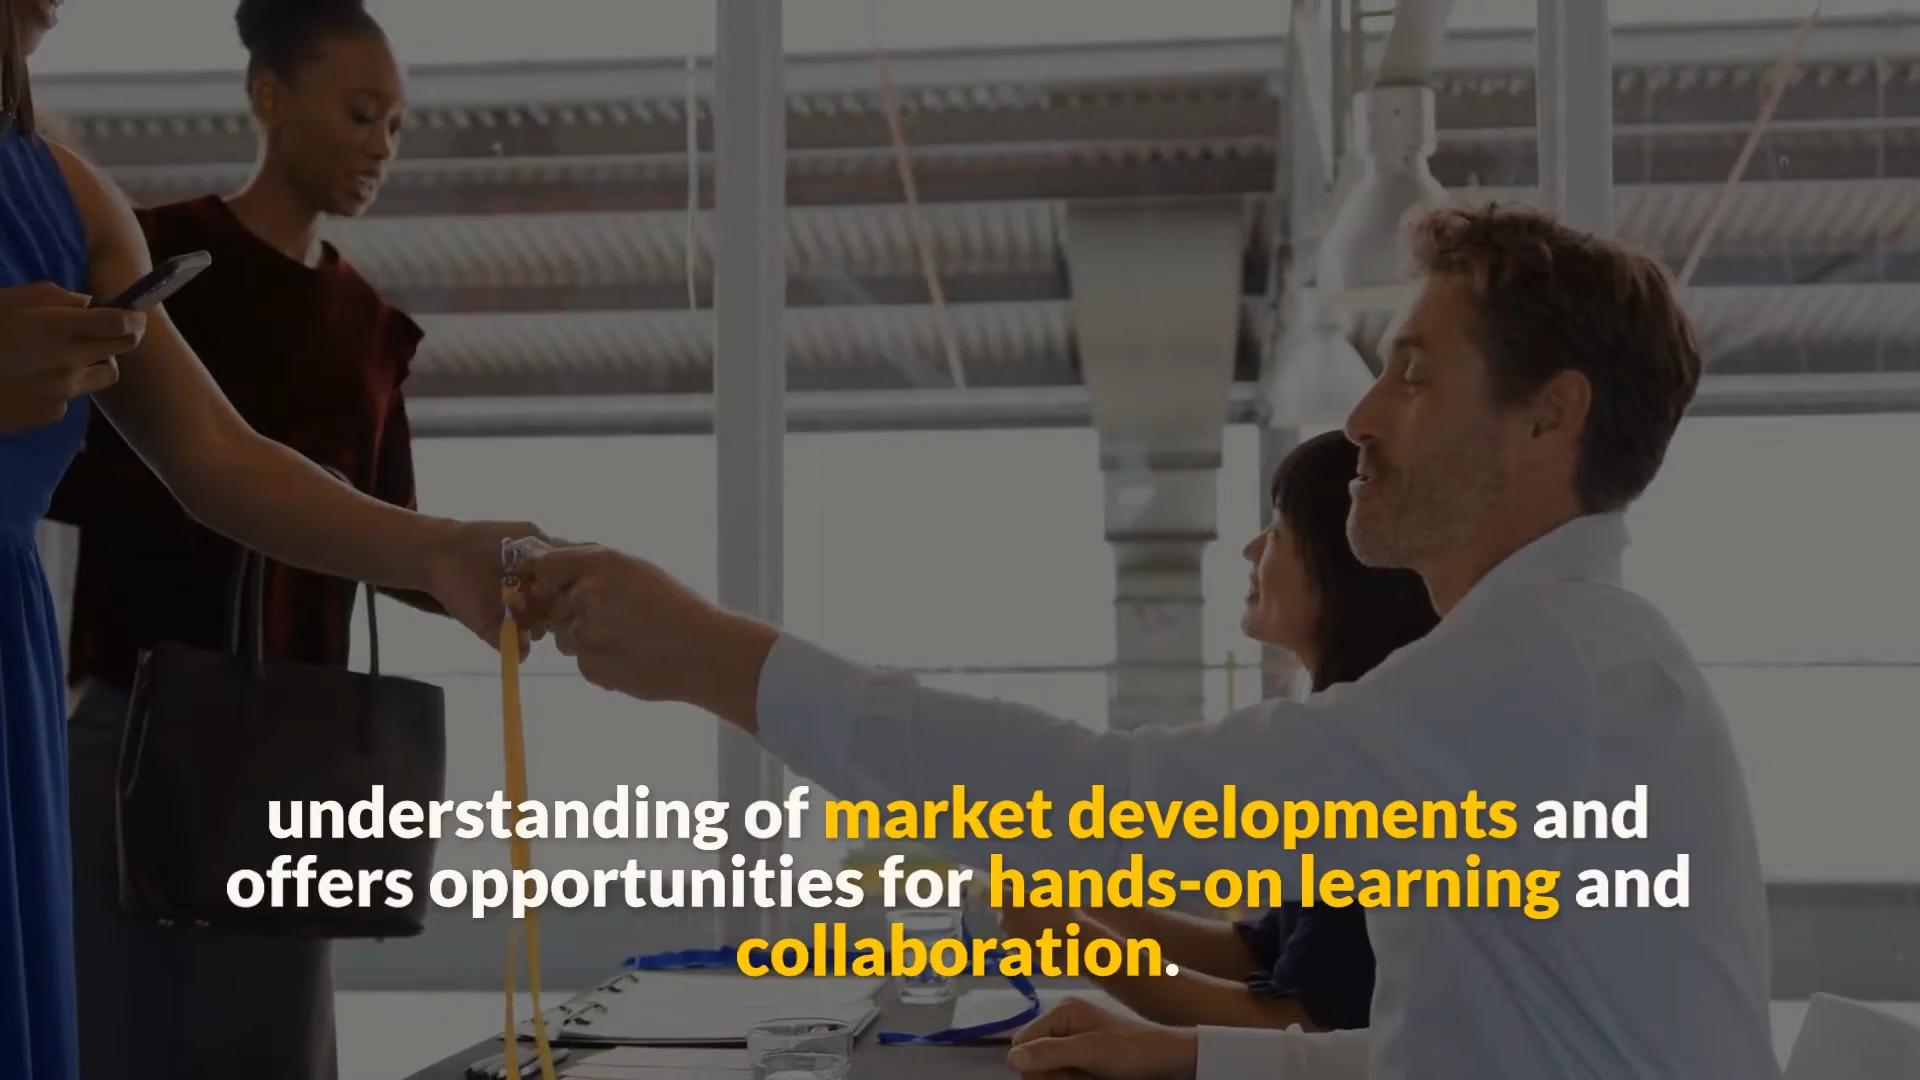 understanding of market developments and
offers opportunities for hands-on learning and
collaboration.